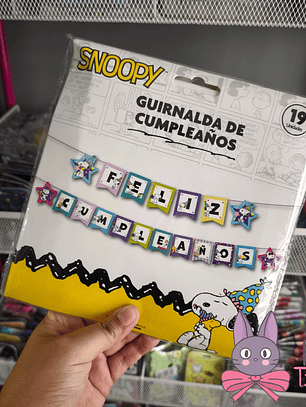 SNOOPY
GUIRNALDA DE
CUMPLEAÑOS
19
FELIZ
CUMPLEAÑOS